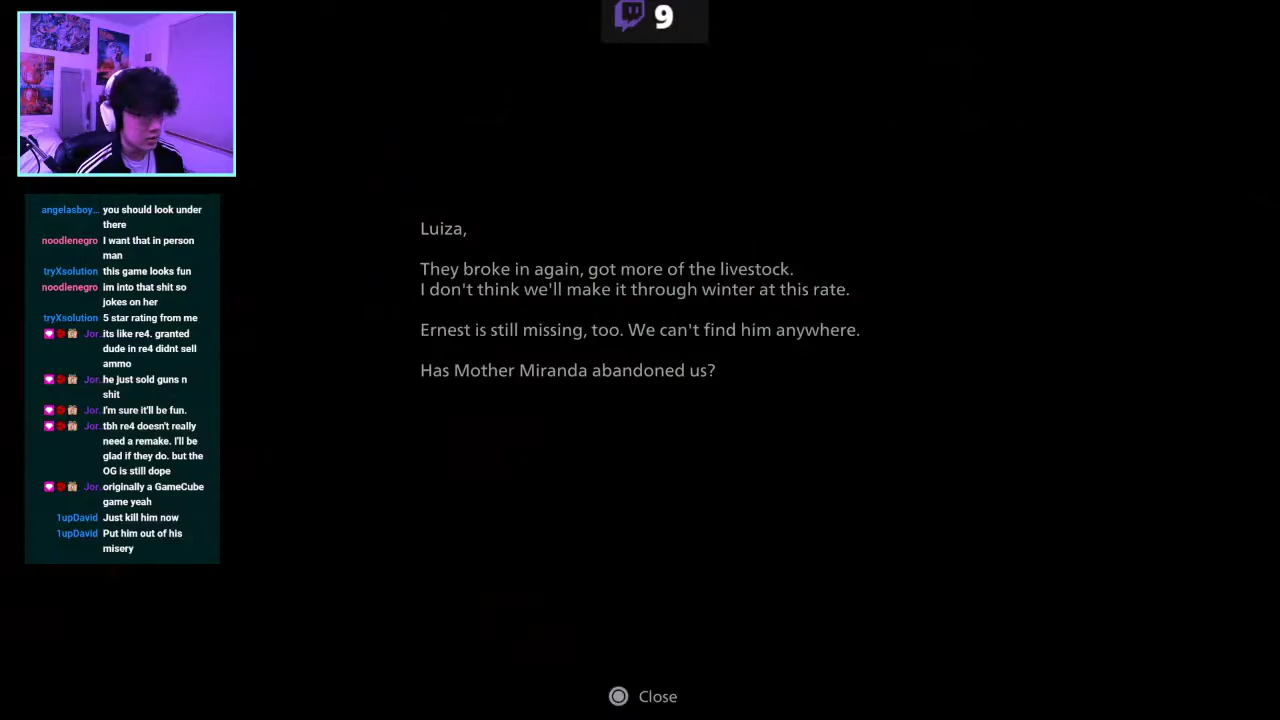 9
angelasboy… you should look under
there
noodlenegro I want that in person
man
tryXsolution this game looks fun
noodlenegro im into that shit so
jokes on her
tryXsolution 5 star rating from me
Jor… its like re4. granted
dude in re4 didnt sell
ammo
Jor… he just sold guns n
shit
Jor… I'm sure it'll be fun.
Jor… tbh re4 doesn't really
need a remake. I'll be
glad if they do. but the
OG is still dope
Jor… originally a GameCube
game yeah
1upDavid Just kill him now
1upDavid Put him out of his
misery
Luiza,
They broke in again, got more of the livestock.
I don't think we'll make it through winter at this rate.
Ernest is still missing, too. We can't find him anywhere.
Has Mother Miranda abandoned us?
Close